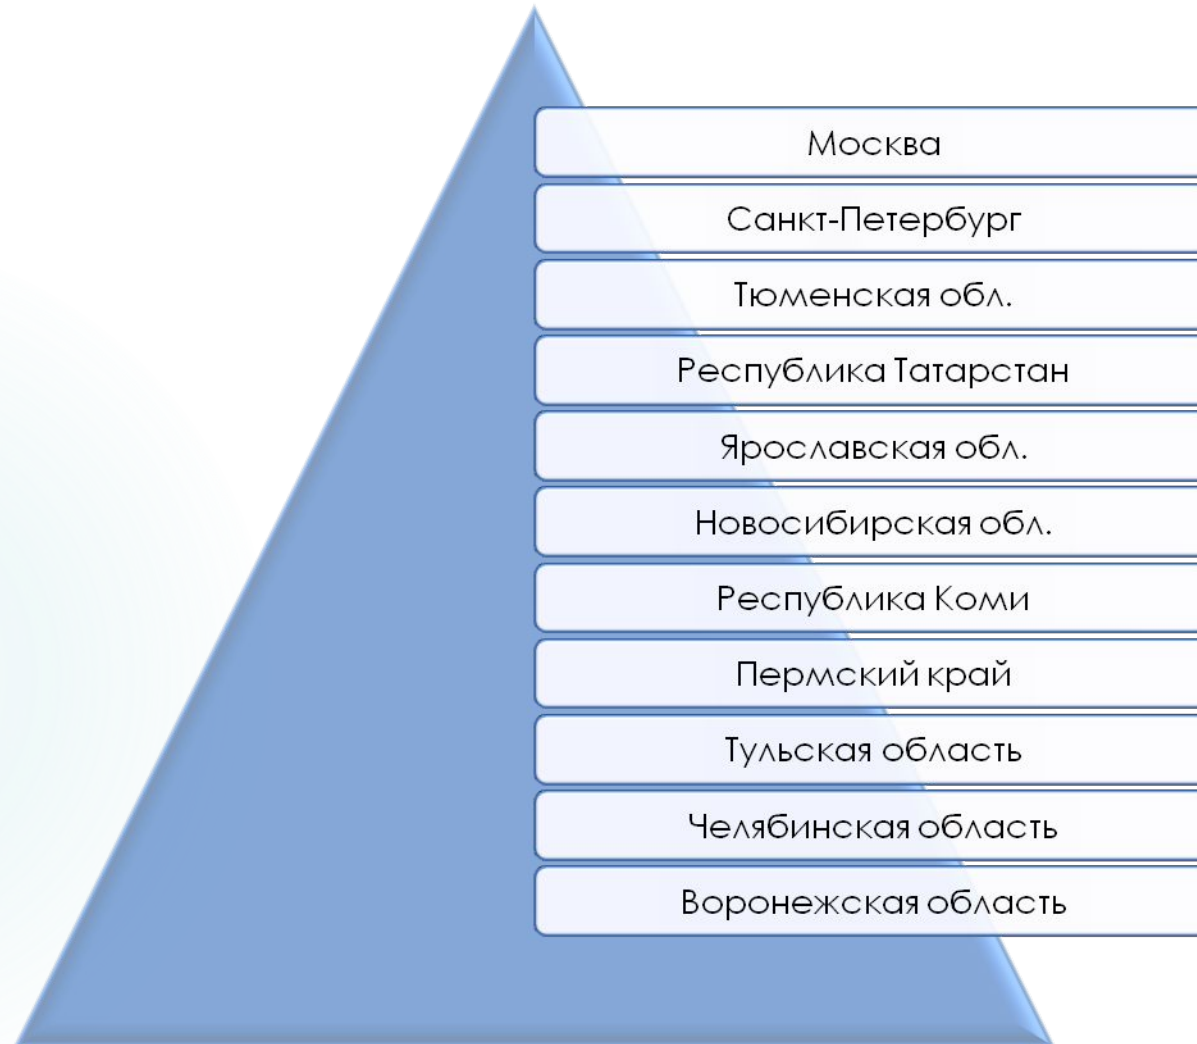 Москва
Санкт-Петербург
Тюменская обл.
Республика Татарстан
Ярославская обл.
Новосибирская обл.
Республика Коми
Пермский край
Тульская область
Челябинская область
Воронежская область